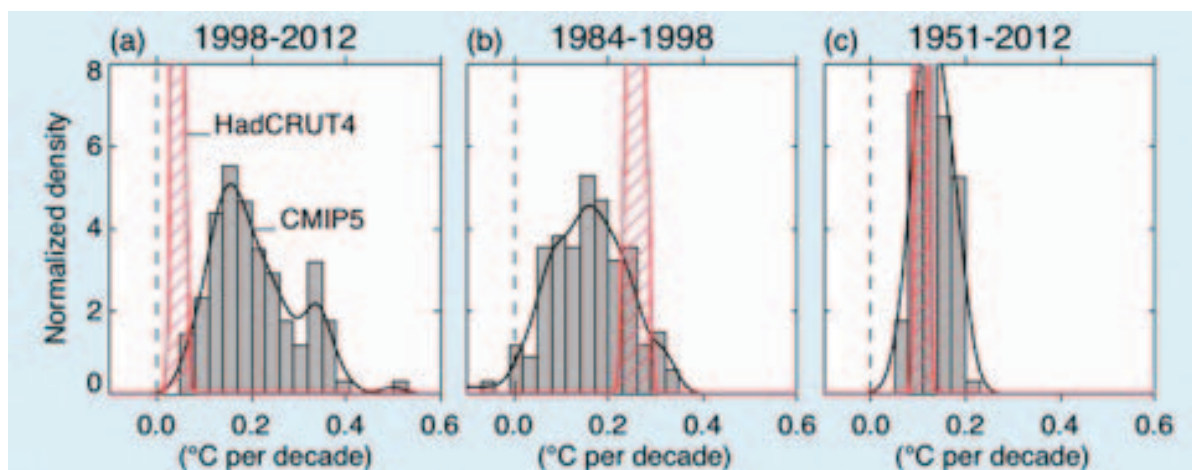 (a) 1998-2012
(b) 1984-1998
(c) 1951-2012
Normalized density
8
6
4
2
0
HadCRUT4
CMIP5
0.0 0.2 0.4 0.6
0.0 0.2 0.4 0.6
0.0 0.2 0.4 0.6
(°C per decade)
(°C per decade)
(°C per decade)